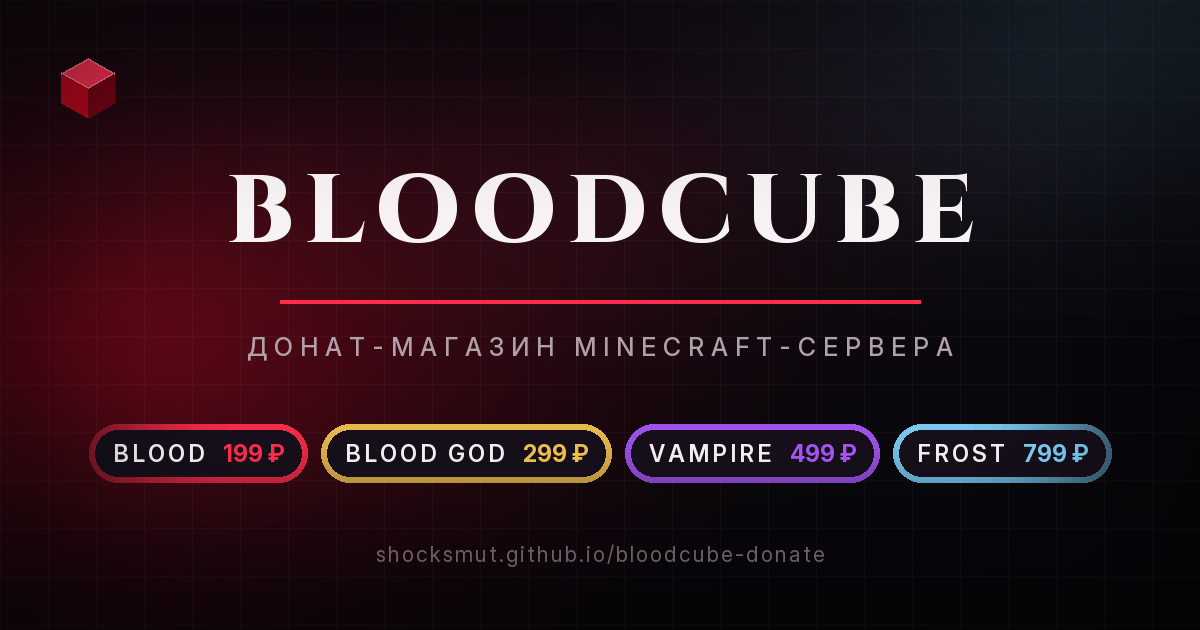 BLOODCUBE
ДОНАТ-МАГАЗИН MINECRAFT-СЕРВЕРА
BLOOD 199 ₽ BLOOD GOD 299 ₽ VAMPIRE 499 ₽ FROST 799 ₽
shocksmut.github.io/bloodcube-donate